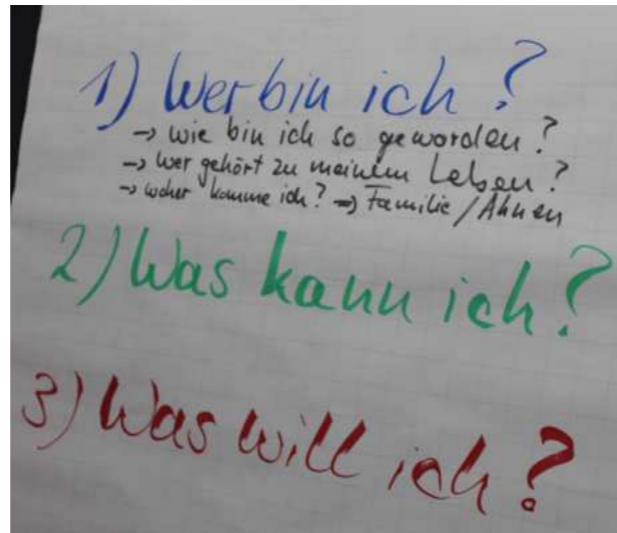 1) Wer bin ich?
→ wie bin ich so geworden?
→ wer gehört zu meinem Leben?
→ woher komme ich? → Familie/Ahnen
2) Was kann ich?
3) Was will ich?